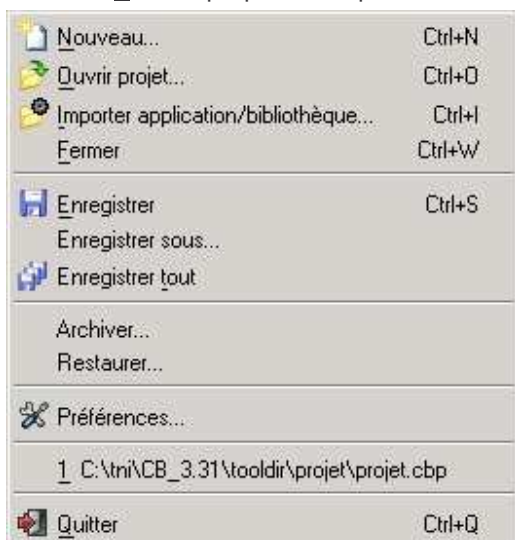 Nouveau... Ctrl+N
Ouvrir projet... Ctrl+O
Importer application/bibliothèque... Ctrl+I
Fermer Ctrl+W
Enregistrer Ctrl+S
Enregistrer sous...
Enregistrer tout
Archiver...
Restaurer...
Préférences...
1 C:\tni\CB_3.31\tooldir\projet\projet.cbp
Quitter Ctrl+Q